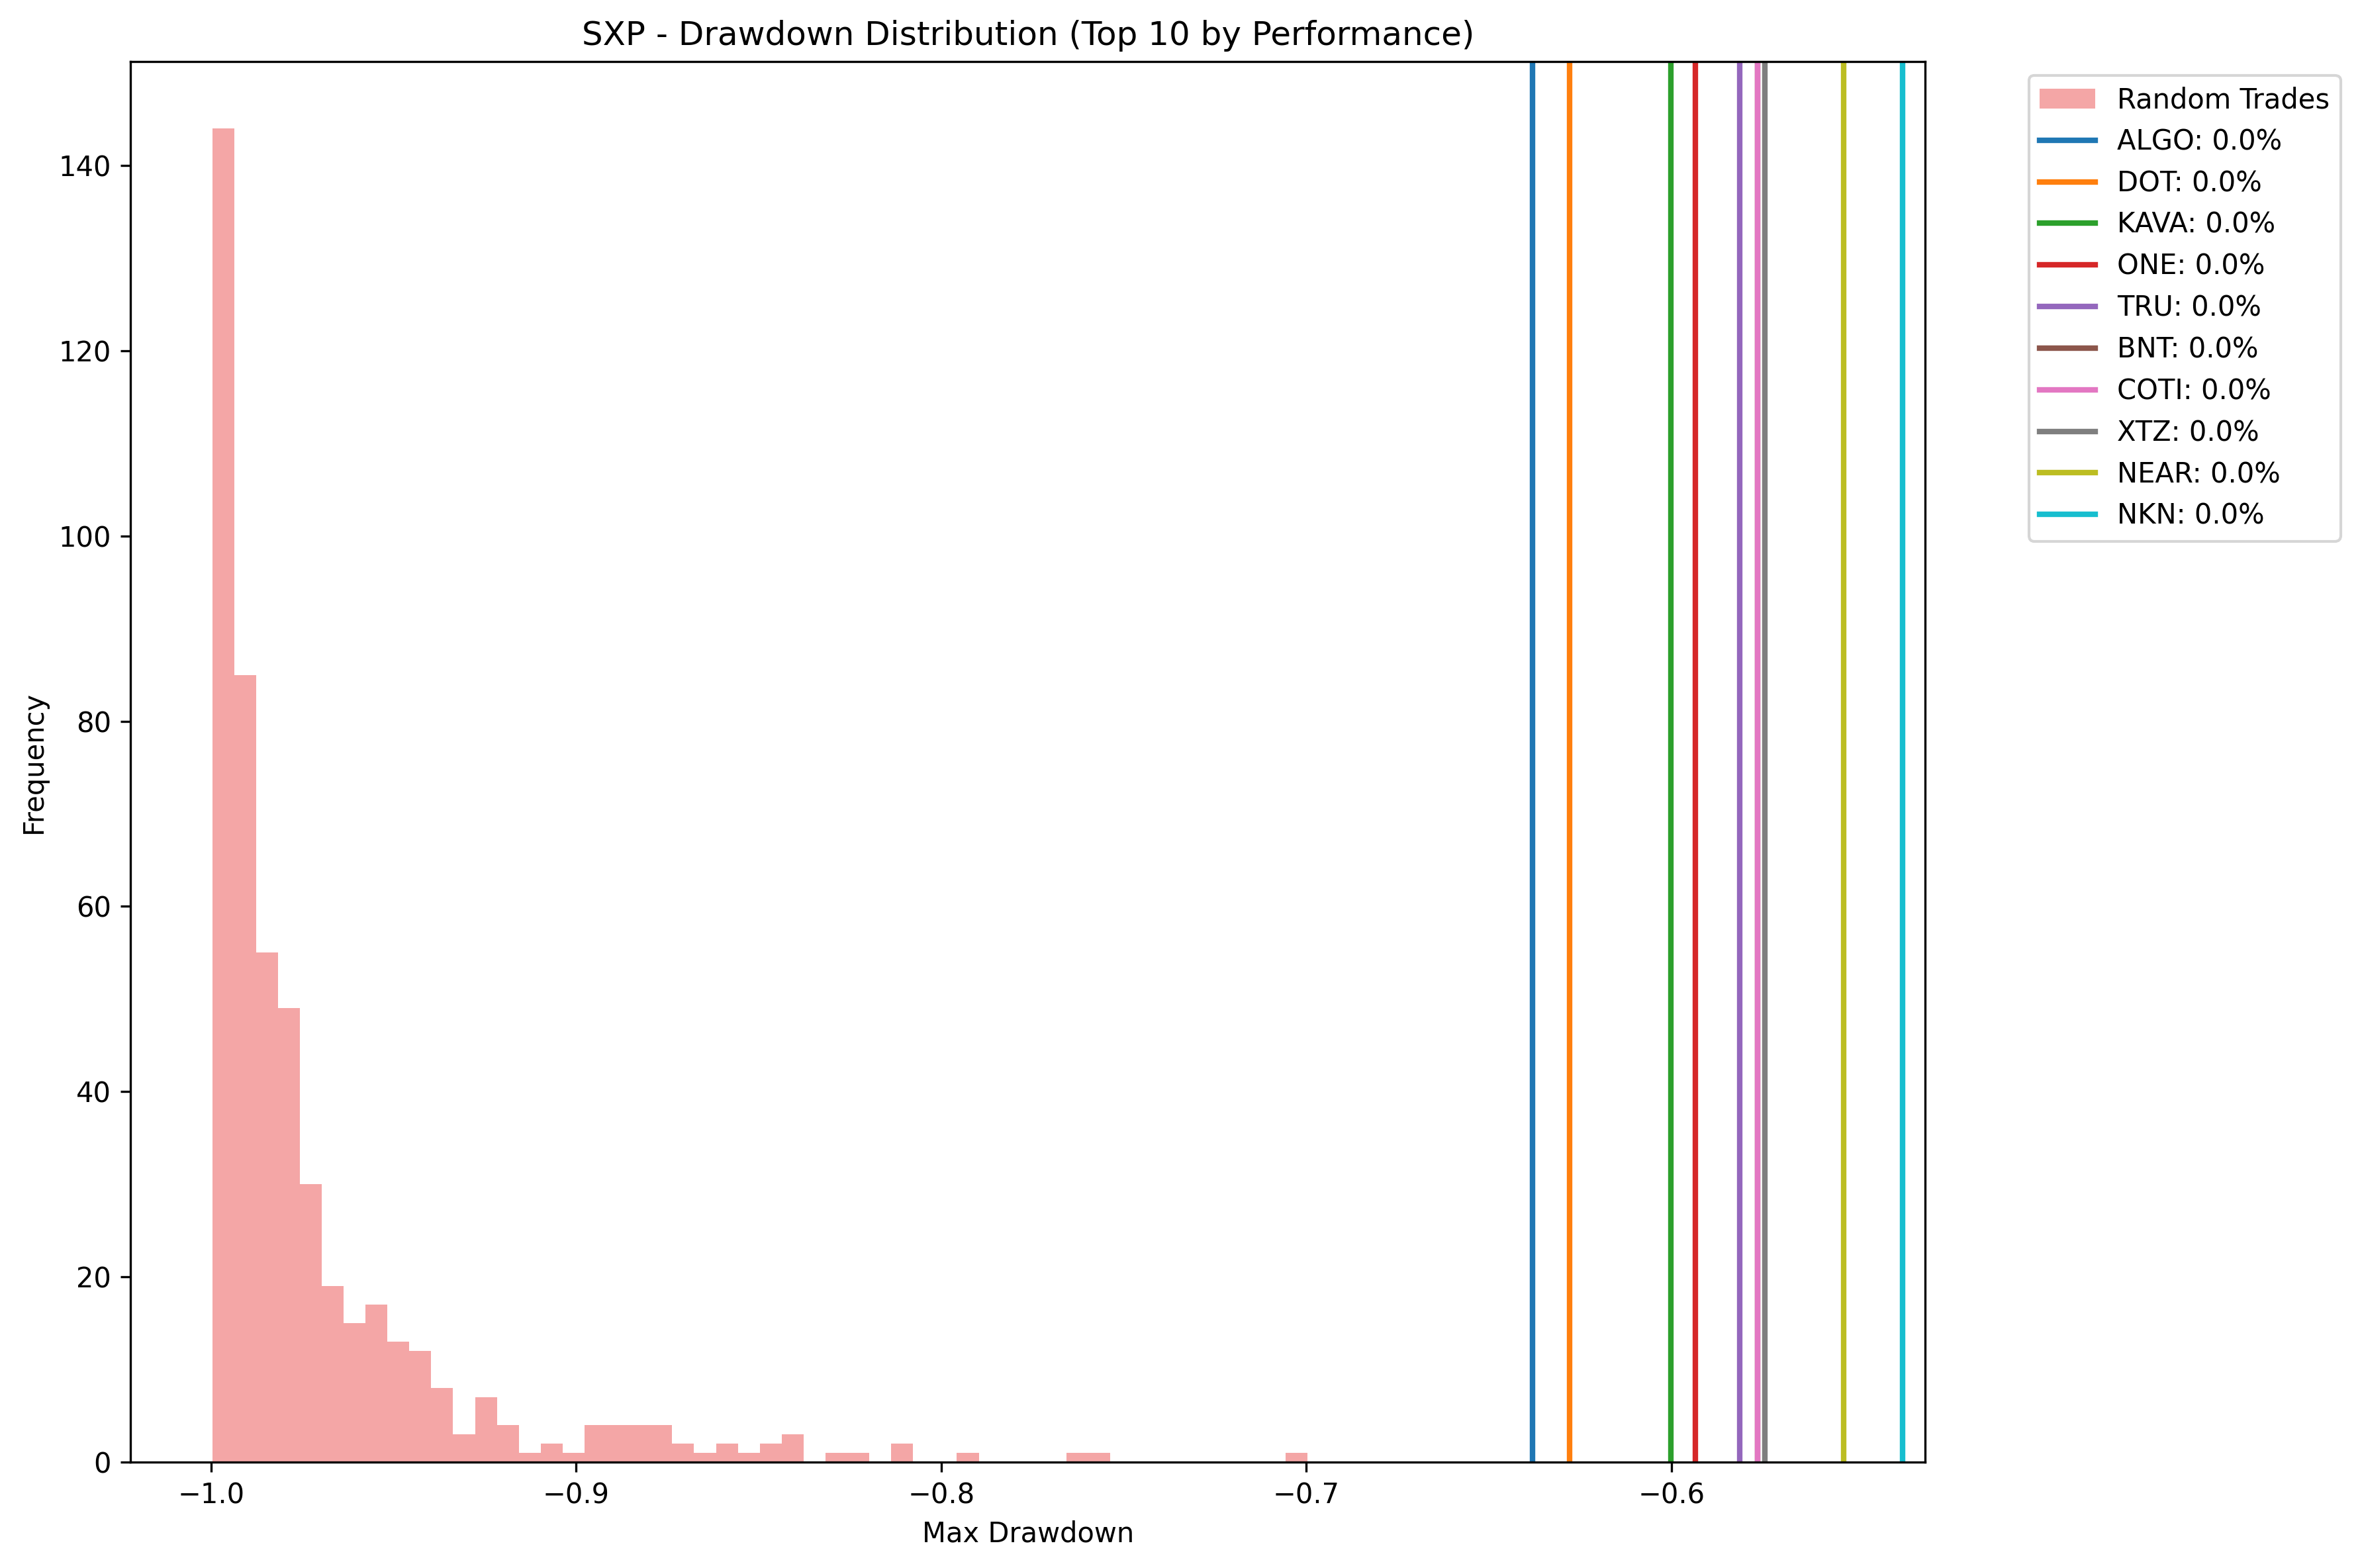 SXP - Drawdown Distribution (Top 10 by Performance)
Frequency
140
120
100
80
60
40
20
0
−1.0
−0.9
−0.8
−0.7
−0.6
Max Drawdown
Random Trades
ALGO: 0.0%
DOT: 0.0%
KAVA: 0.0%
ONE: 0.0%
TRU: 0.0%
BNT: 0.0%
COTI: 0.0%
XTZ: 0.0%
NEAR: 0.0%
NKN: 0.0%